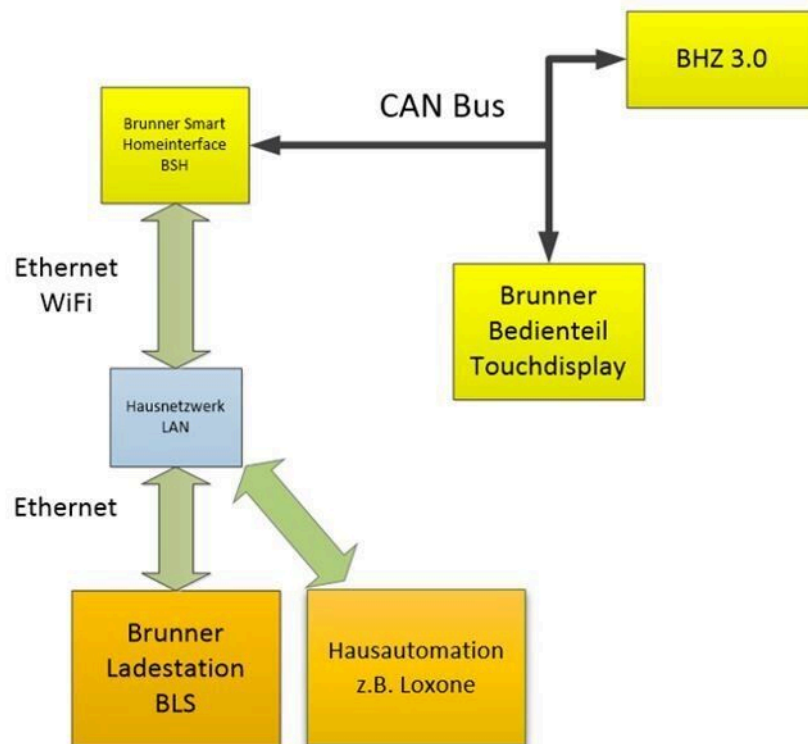 BHZ 3.0
CAN Bus
Brunner Smart
Homeinterface
BSH
Ethernet
WiFi
Brunner
Bedienteil
Touchdisplay
Hausnetzwerk
LAN
Ethernet
Brunner
Ladestation
BLS
Hausautomation
z.B. Loxone